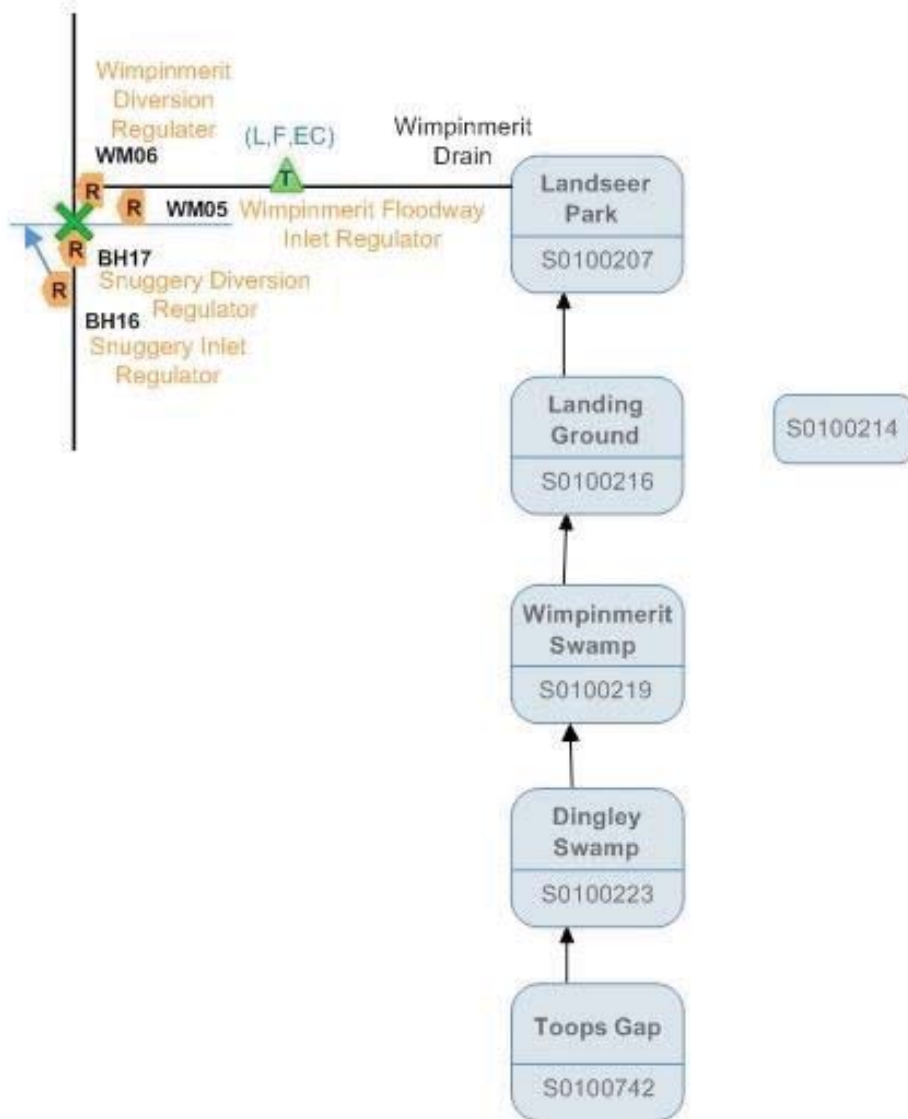 Wimpinmerit
Diversion
Regulater
WM06
(L,F,EC)
Wimpinmerit
Drain
R
T
R
WM05
Wimpinmerit Floodway
Inlet Regulator
R
BH17
Snuggery Diversion
Regulator
R
BH16
Snuggery Inlet
Regulator
Landseer
Park
S0100207
Landing
Ground
S0100216
S0100214
Wimpinmerit
Swamp
S0100219
Dingley
Swamp
S0100223
Toops Gap
S0100742